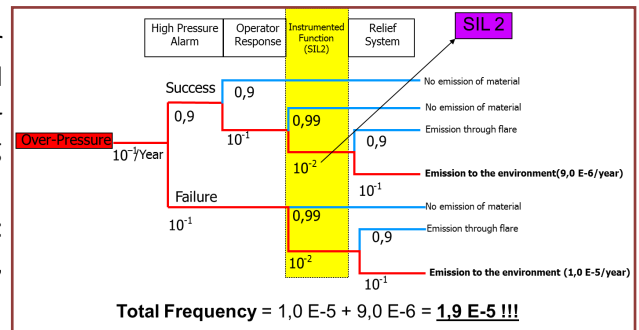 High Pressure Alarm
Operator Response
Instrumented Function (SIL2)
Relief System
SIL 2
Success
0,9
No emission of material
0,9
No emission of material
0,99
Emission through flare
Over-Pressure
10⁻¹/Year
10⁻¹
0,9
10⁻²
Emission to the environment(9,0 E-6/year)
10⁻¹
Failure
No emission of material
10⁻¹
0,99
Emission through flare
0,9
10⁻²
Emission to the environment (1,0 E-5/year)
10⁻¹
Total Frequency = 1,0 E-5 + 9,0 E-6 = 1,9 E-5 !!!